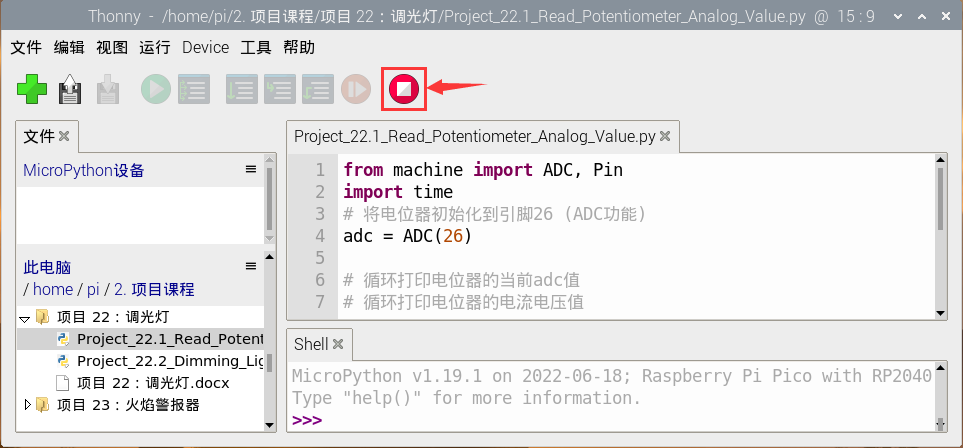 Thonny - /home/pi/2. 项目课程/项目 22：调光灯/Project_22.1_Read_Potentiometer_Analog_Value.py @ 15 : 9
文件 编辑 视图 运行 Device 工具 帮助
文件
MicroPython设备
此电脑
/ home / pi / 2. 项目课程
项目 22：调光灯
Project_22.1_Read_Potent
Project_22.2_Dimming_Lig
项目 22：调光灯.docx
项目 23：火焰警报器
Project_22.1_Read_Potentiometer_Analog_Value.py
1 from machine import ADC, Pin
2 import time
3 # 将电位器初始化到引脚26 (ADC功能)
4 adc = ADC(26)
5
6 # 循环打印电位器的当前adc值
7 # 循环打印电位器的电流电压值
Shell
MicroPython v1.19.1 on 2022-06-18; Raspberry Pi Pico with RP2040
Type "help()" for more information.
>>>